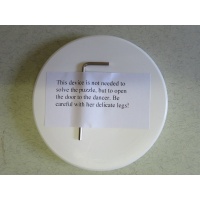 This device is not needed to
solve the puzzle, but to open
the door to the dancer. Be
careful with her delicate legs!